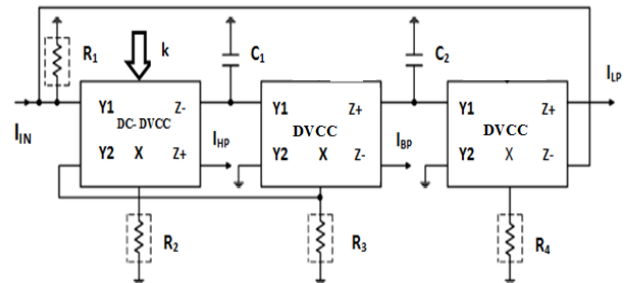 R1
k
C1
C2
ILP
IIN
Y1 Z-
DC-DVCC
Y2 X Z+
IHP
Y1 Z+
DVCC
Y2 X Z-
IBP
Y1 Z+
DVCC
Y2 X Z-
R2
R3
R4